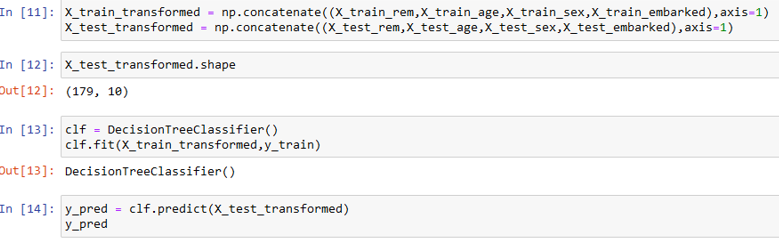 In [11]: X_train_transformed = np.concatenate((X_train_rem,X_train_age,X_train_sex,X_train_embarked),axis=1)
X_test_transformed = np.concatenate((X_test_rem,X_test_age,X_test_sex,X_test_embarked),axis=1)
In [12]: X_test_transformed.shape
Out[12]: (179, 10)
In [13]: clf = DecisionTreeClassifier()
clf.fit(X_train_transformed,y_train)
Out[13]: DecisionTreeClassifier()
In [14]: y_pred = clf.predict(X_test_transformed)
y_pred